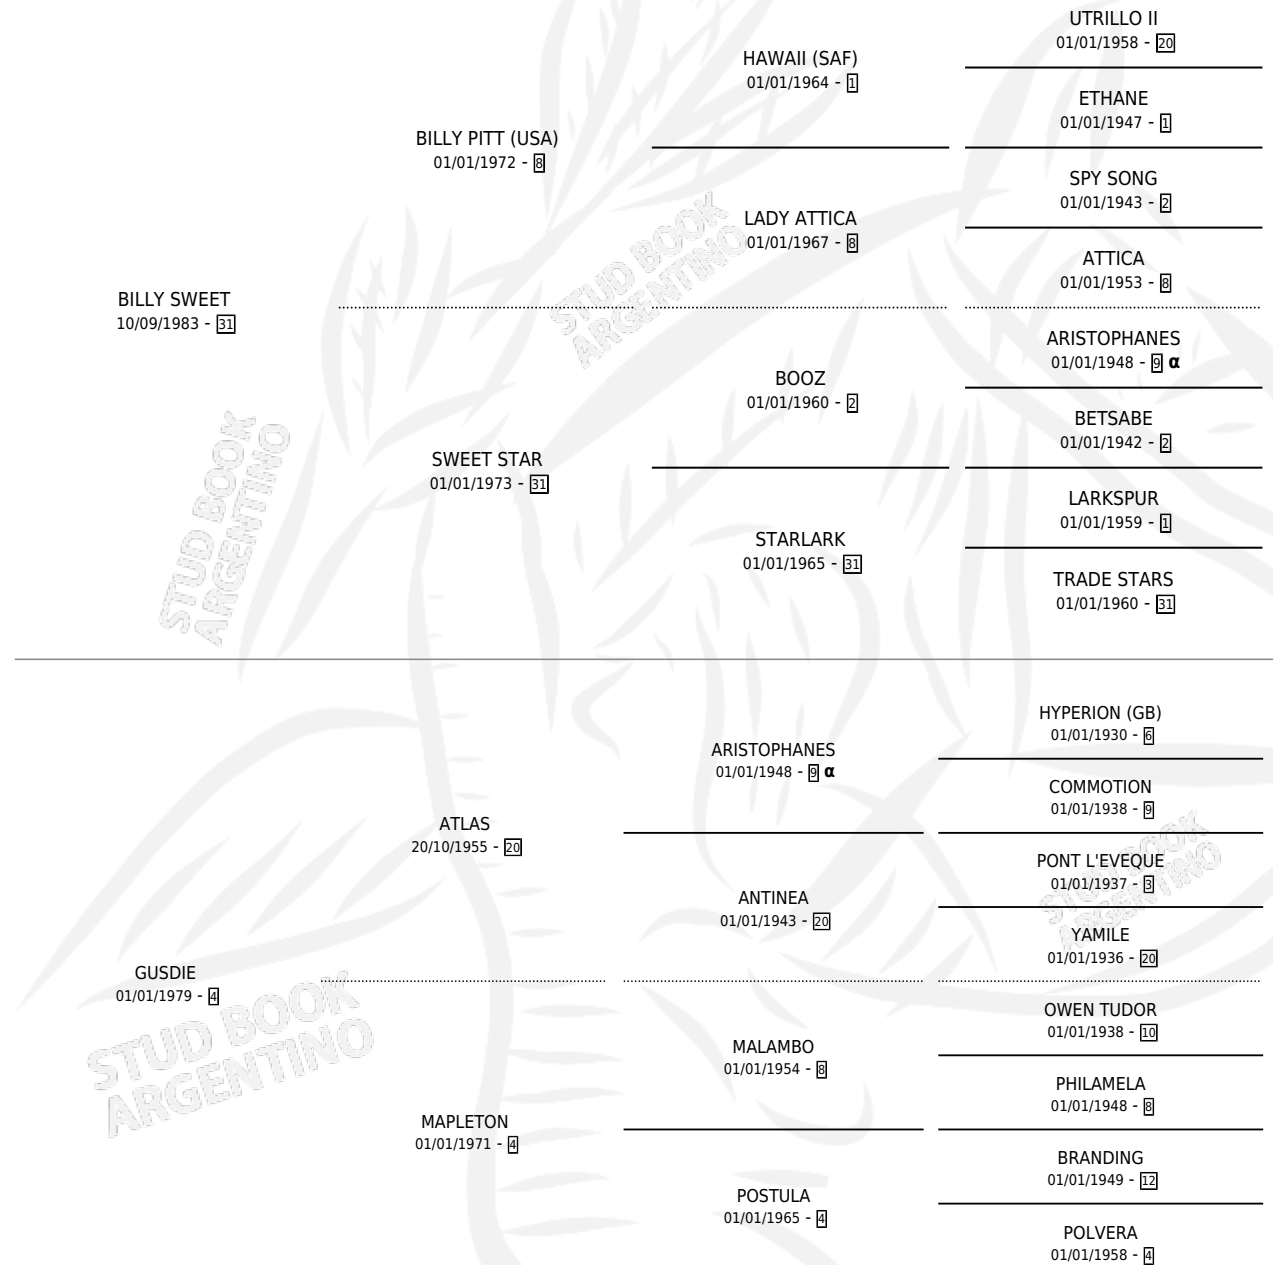 UTRILLO II
01/01/1958 - 20
HAWAII (SAF)
01/01/1964 - 1
ETHANE
01/01/1947 - 1
BILLY PITT (USA)
01/01/1972 - 8
SPY SONG
01/01/1943 - 2
LADY ATTICA
01/01/1967 - 8
ATTICA
01/01/1953 - 8
BILLY SWEET
10/09/1983 - 31
ARISTOPHANES
01/01/1948 - 9 α
BOOZ
01/01/1960 - 2
BETSABE
01/01/1942 - 2
SWEET STAR
01/01/1973 - 31
LARKSPUR
01/01/1959 - 1
STARLARK
01/01/1965 - 31
TRADE STARS
01/01/1960 - 31
HYPERION (GB)
01/01/1930 - 6
ARISTOPHANES
01/01/1948 - 9 α
COMMOTION
01/01/1938 - 9
ATLAS
20/10/1955 - 20
PONT L'EVEQUE
01/01/1937 - 3
ANTINEA
01/01/1943 - 20
YAMILE
01/01/1936 - 20
GUSDIE
01/01/1979 - 4
OWEN TUDOR
01/01/1938 - 10
MALAMBO
01/01/1954 - 8
PHILAMELA
01/01/1948 - 8
MAPLETON
01/01/1971 - 4
BRANDING
01/01/1949 - 12
POSTULA
01/01/1965 - 4
POLVERA
01/01/1958 - 4
STUD BOOK
ARGENTINO
STUD BOOK
ARGENTINO
STUD BOOK
ARGENTINO
STUD BOOK
ARGENTINO